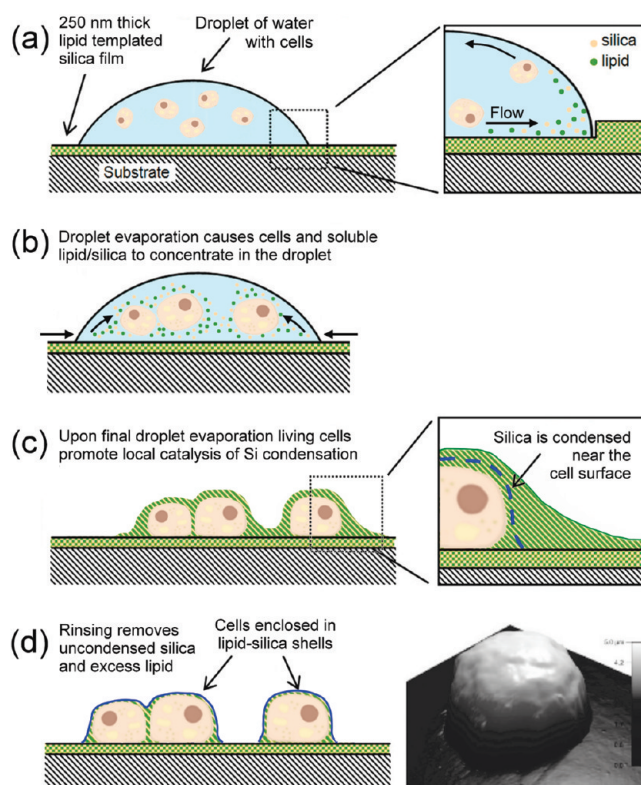 (a)
250 nm thick
lipid templated
silica film
Droplet of water
with cells
Substrate
silica
lipid
Flow
(b)
Droplet evaporation causes cells and soluble
lipid/silica to concentrate in the droplet
(c)
Upon final droplet evaporation living cells
promote local catalysis of Si condensation
Silica is condensed
near the
cell surface
(d)
Rinsing removes
uncondensed silica
and excess lipid
Cells enclosed in
lipid-silica shells
4.2